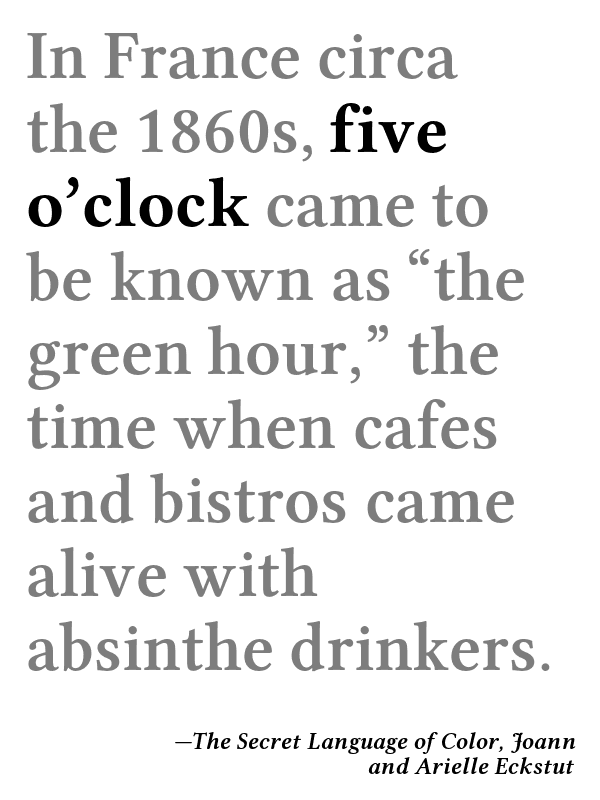 In France circa
the 1860s, five
o’clock came to
be known as “the
green hour,” the
time when cafes
and bistros came
alive with
absinthe drinkers.
—The Secret Language of Color, Joann
and Arielle Eckstut